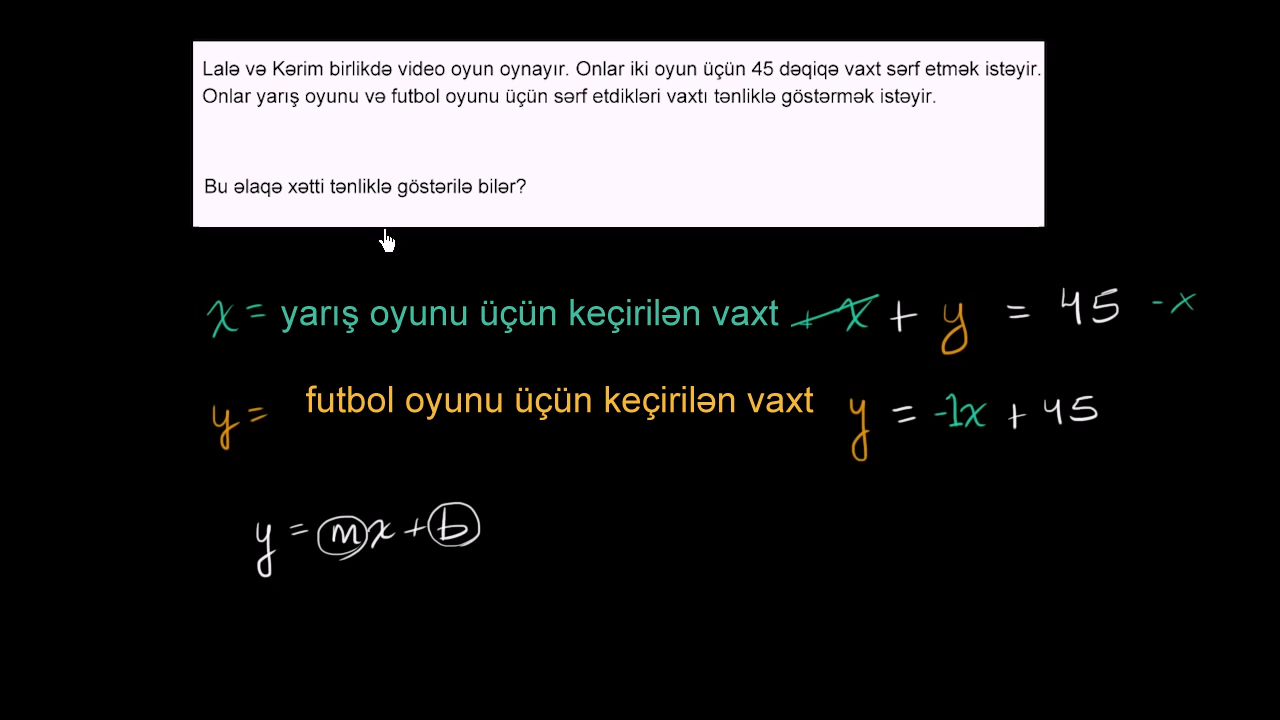 Lalə və Kərim birlikdə video oyun oynayır. Onlar iki oyun üçün 45 dəqiqə vaxt sərf etmək istəyir.
Onlar yarış oyunu və futbol oyunu üçün sərf etdikləri vaxtı tənliklə göstərmək istəyir.
Bu əlaqə xətti tənliklə göstərilə bilər?
x = yarış oyunu üçün keçirilən vaxt
+ x + y = 45 - x
y = futbol oyunu üçün keçirilən vaxt
y = -1x + 45
y = mx + b